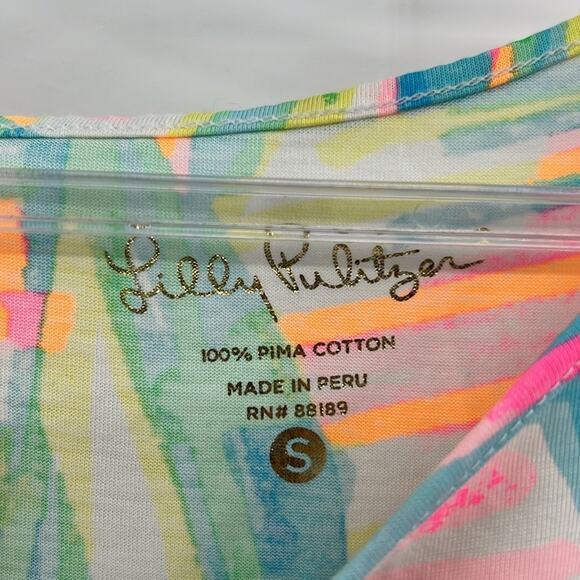 Lilly Pulitzer
100% PIMA COTTON
MADE IN PERU
RN# 88189
S